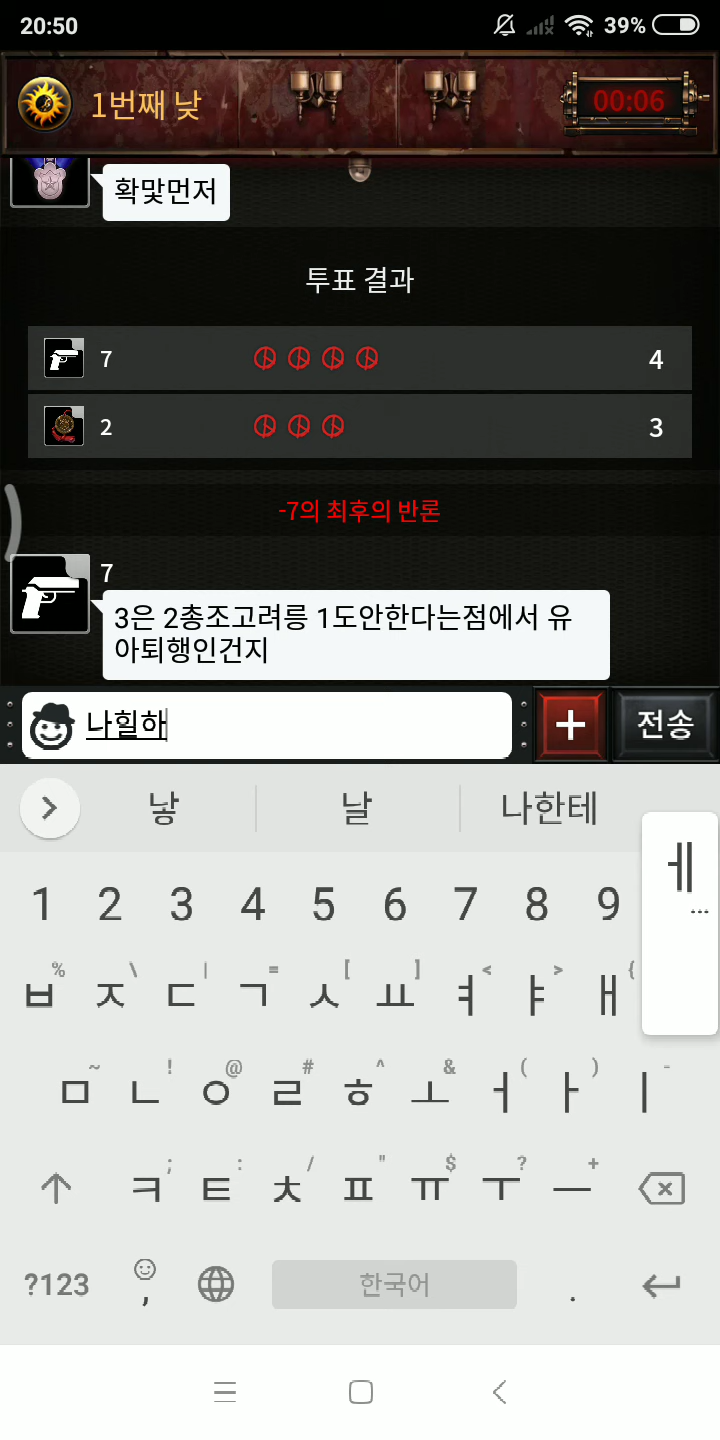 20:50
39%
1번째 낮
00:06
확맟먼저
투표 결과
7 4
2 3
-7의 최후의 반론
7
3은 2총조고려릉 1도안한다는점에서 유
아퇴행인건지
나힐하
+ 전송
낳 날 나한테
ㅔ
...
1 2 3 4 5 6 7 8 9
% \ | = [ ] < > {
ㅂ ㅈ ㄷ ㄱ ㅅ ㅛ ㅕ ㅑ ㅐ
~ ! @ # ^ & ( ) -
ㅁ ㄴ ㅇ ㄹ ㅎ ㅗ ㅓ ㅏ ㅣ
; : / " $ ? +
ㅋ ㅌ ㅊ ㅍ ㅠ ㅜ ㅡ
?123 , 한국어 .